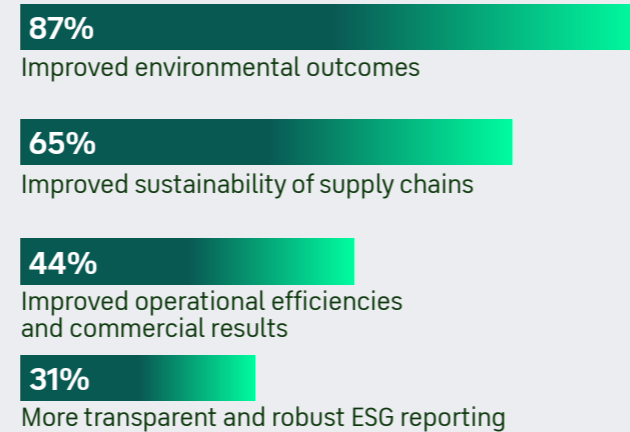 87%
Improved environmental outcomes
65%
Improved sustainability of supply chains
44%
Improved operational efficiencies
and commercial results
31%
More transparent and robust ESG reporting